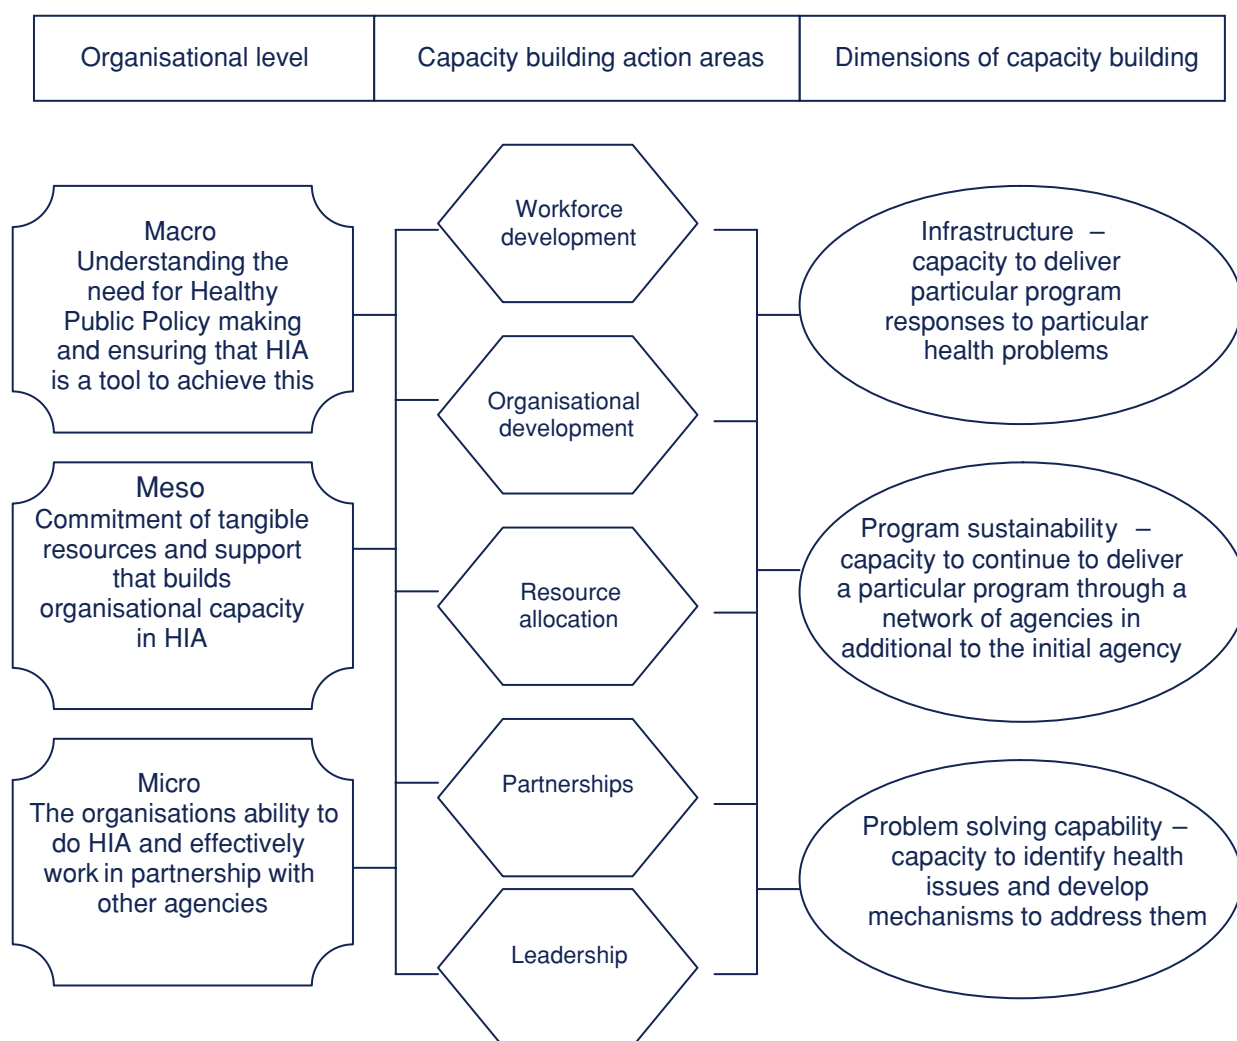 Organisational level
Capacity building action areas
Dimensions of capacity building
Macro
Understanding the
need for Healthy
Public Policy making
and ensuring that HIA
is a tool to achieve this
Meso
Commitment of tangible
resources and support
that builds
organisational capacity
in HIA
Micro
The organisations ability to
do HIA and effectively
work in partnership with
other agencies
Workforce
development
Organisational
development
Resource
allocation
Partnerships
Leadership
Infrastructure –
capacity to deliver
particular program
responses to particular
health problems
Program sustainability –
capacity to continue to deliver
a particular program through a
network of agencies in
additional to the initial agency
Problem solving capability –
capacity to identify health
issues and develop
mechanisms to address them